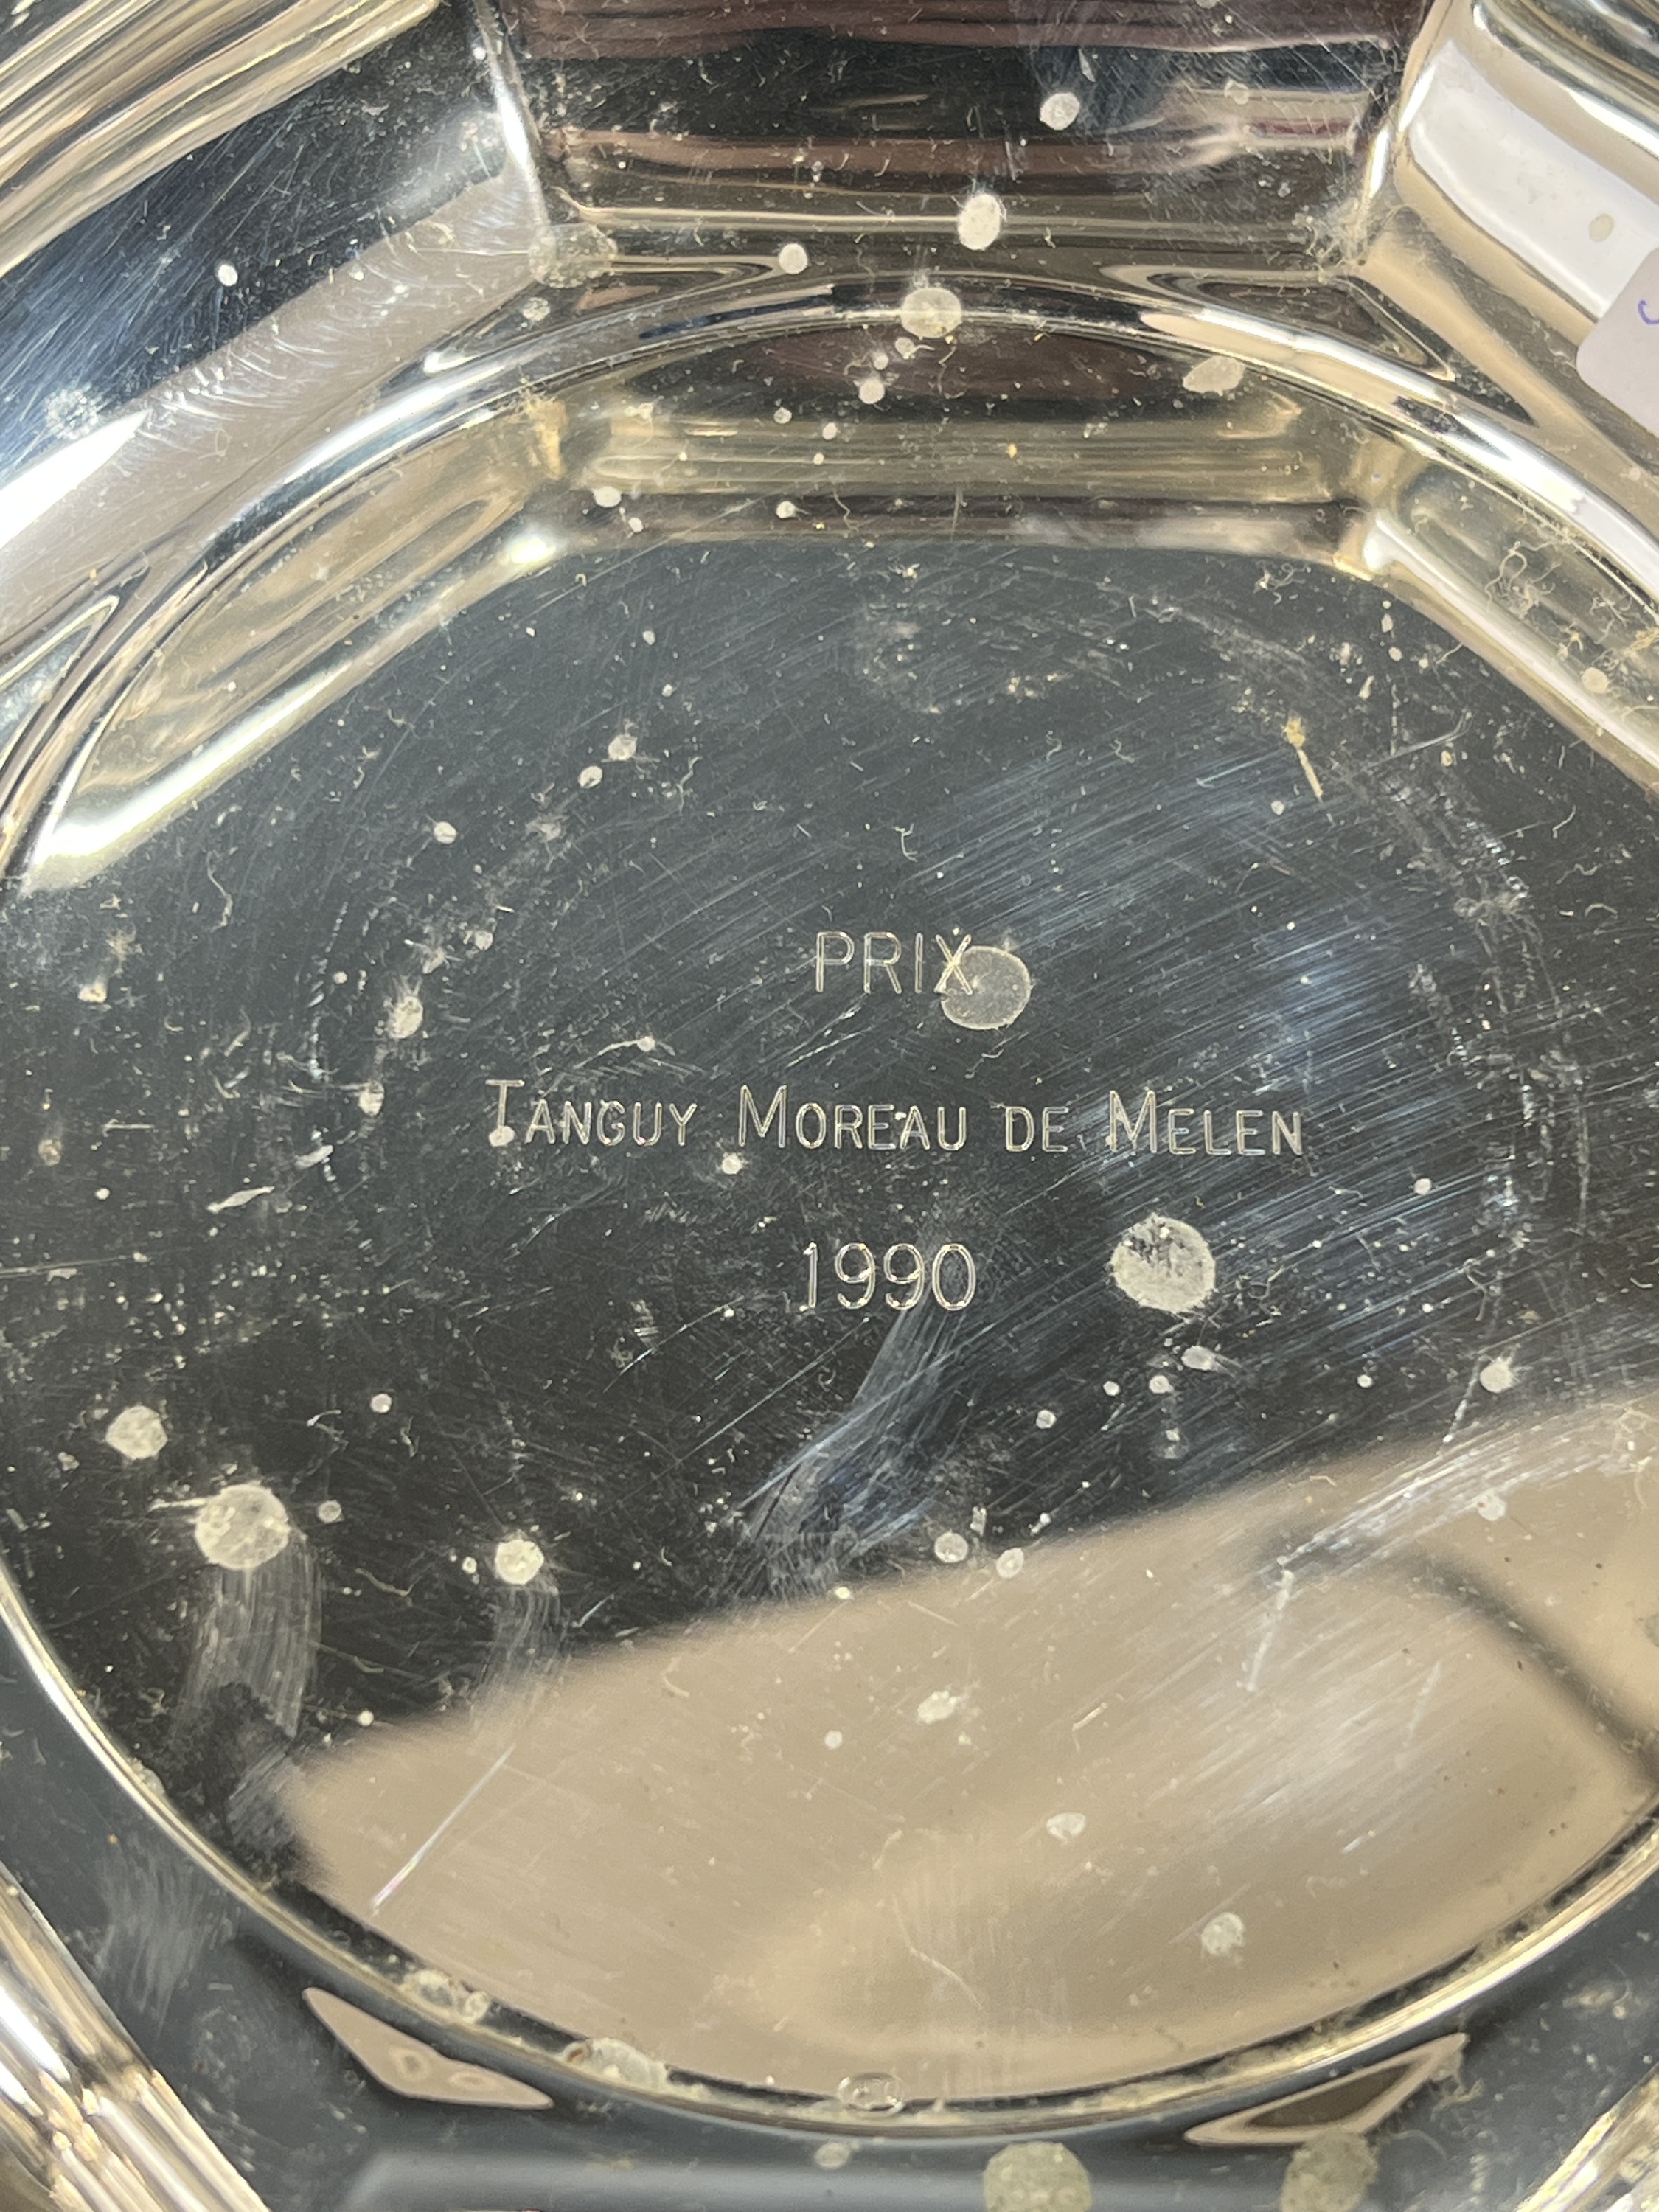 PRIX
TANGUY MOREAU DE MELEN
1990